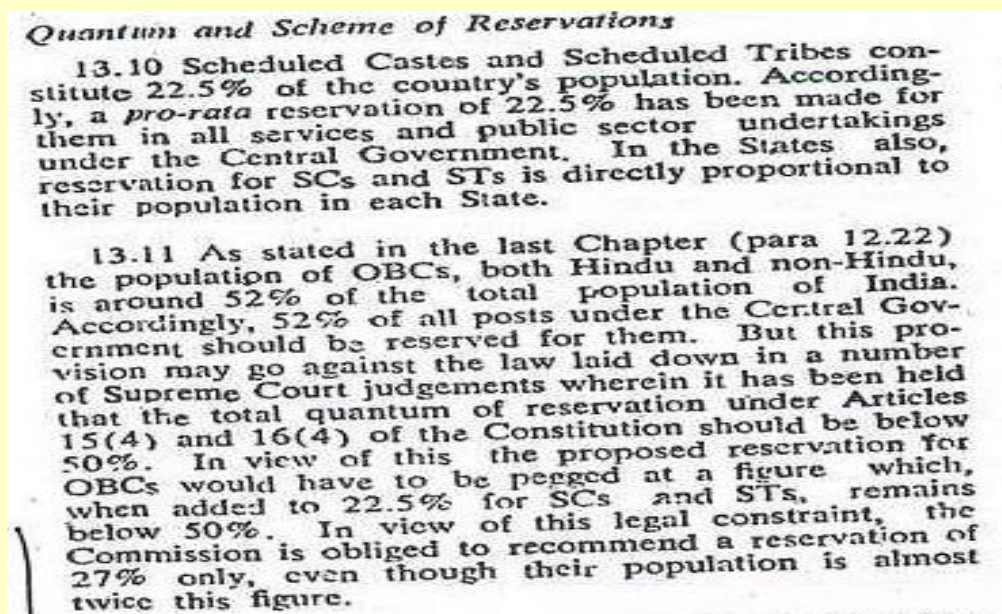 Quantum and Scheme of Reservations
13.10 Scheduled Castes and Scheduled Tribes con-
stitute 22.5% of the country's population. According-
ly, a pro-rata reservation of 22.5% has been made for
them in all services and public sector undertakings
under the Central Government. In the States also,
reservation for SCs and STs is directly proportional to
their population in each State.
13.11 As stated in the last Chapter (para 12.22)
the population of OBCs, both Hindu and non-Hindu,
is around 52% of the total population of India.
Accordingly, 52% of all posts under the Central Gov-
ernment should be reserved for them. But this pro-
vision may go against the law laid down in a number
of Supreme Court judgements wherein it has been held
that the total quantum of reservation under Articles
15(4) and 16(4) of the Constitution should be below
50%. In view of this the proposed reservation for
OBCs would have to be pegged at a figure which,
when added to 22.5% for SCs and STs, remains
below 50%. In view of this legal constraint, the
Commission is obliged to recommend a reservation of
27% only, even though their population is almost
twice this figure.